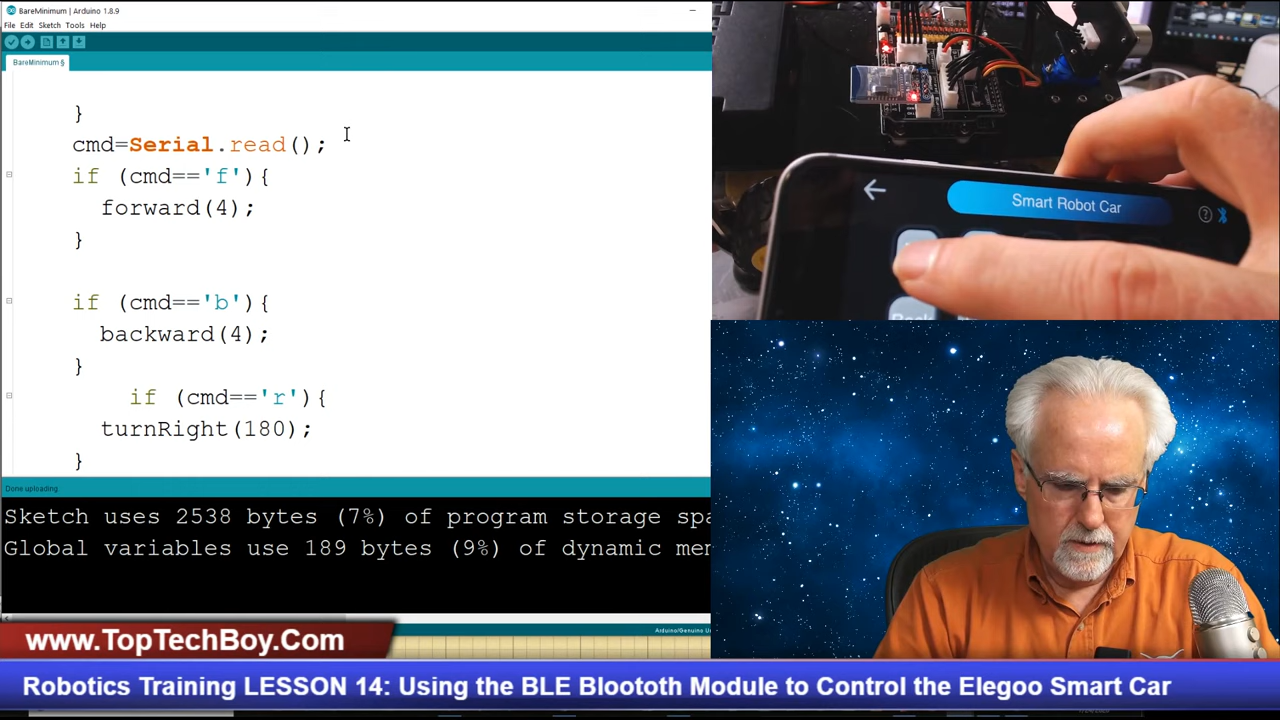 BareMinimum | Arduino 1.8.9
File Edit Sketch Tools Help
BareMinimum §
}
cmd=Serial.read();
if (cmd=='f'){
forward(4);
}
if (cmd=='b'){
backward(4);
}
if (cmd=='r'){
turnRight(180);
}
Done uploading
Sketch uses 2538 bytes (7%) of program storage spa
Global variables use 189 bytes (9%) of dynamic mem
Arduino/Genuino U
Smart Robot Car
?
www.TopTechBoy.Com
Robotics Training LESSON 14: Using the BLE Bloototh Module to Control the Elegoo Smart Car